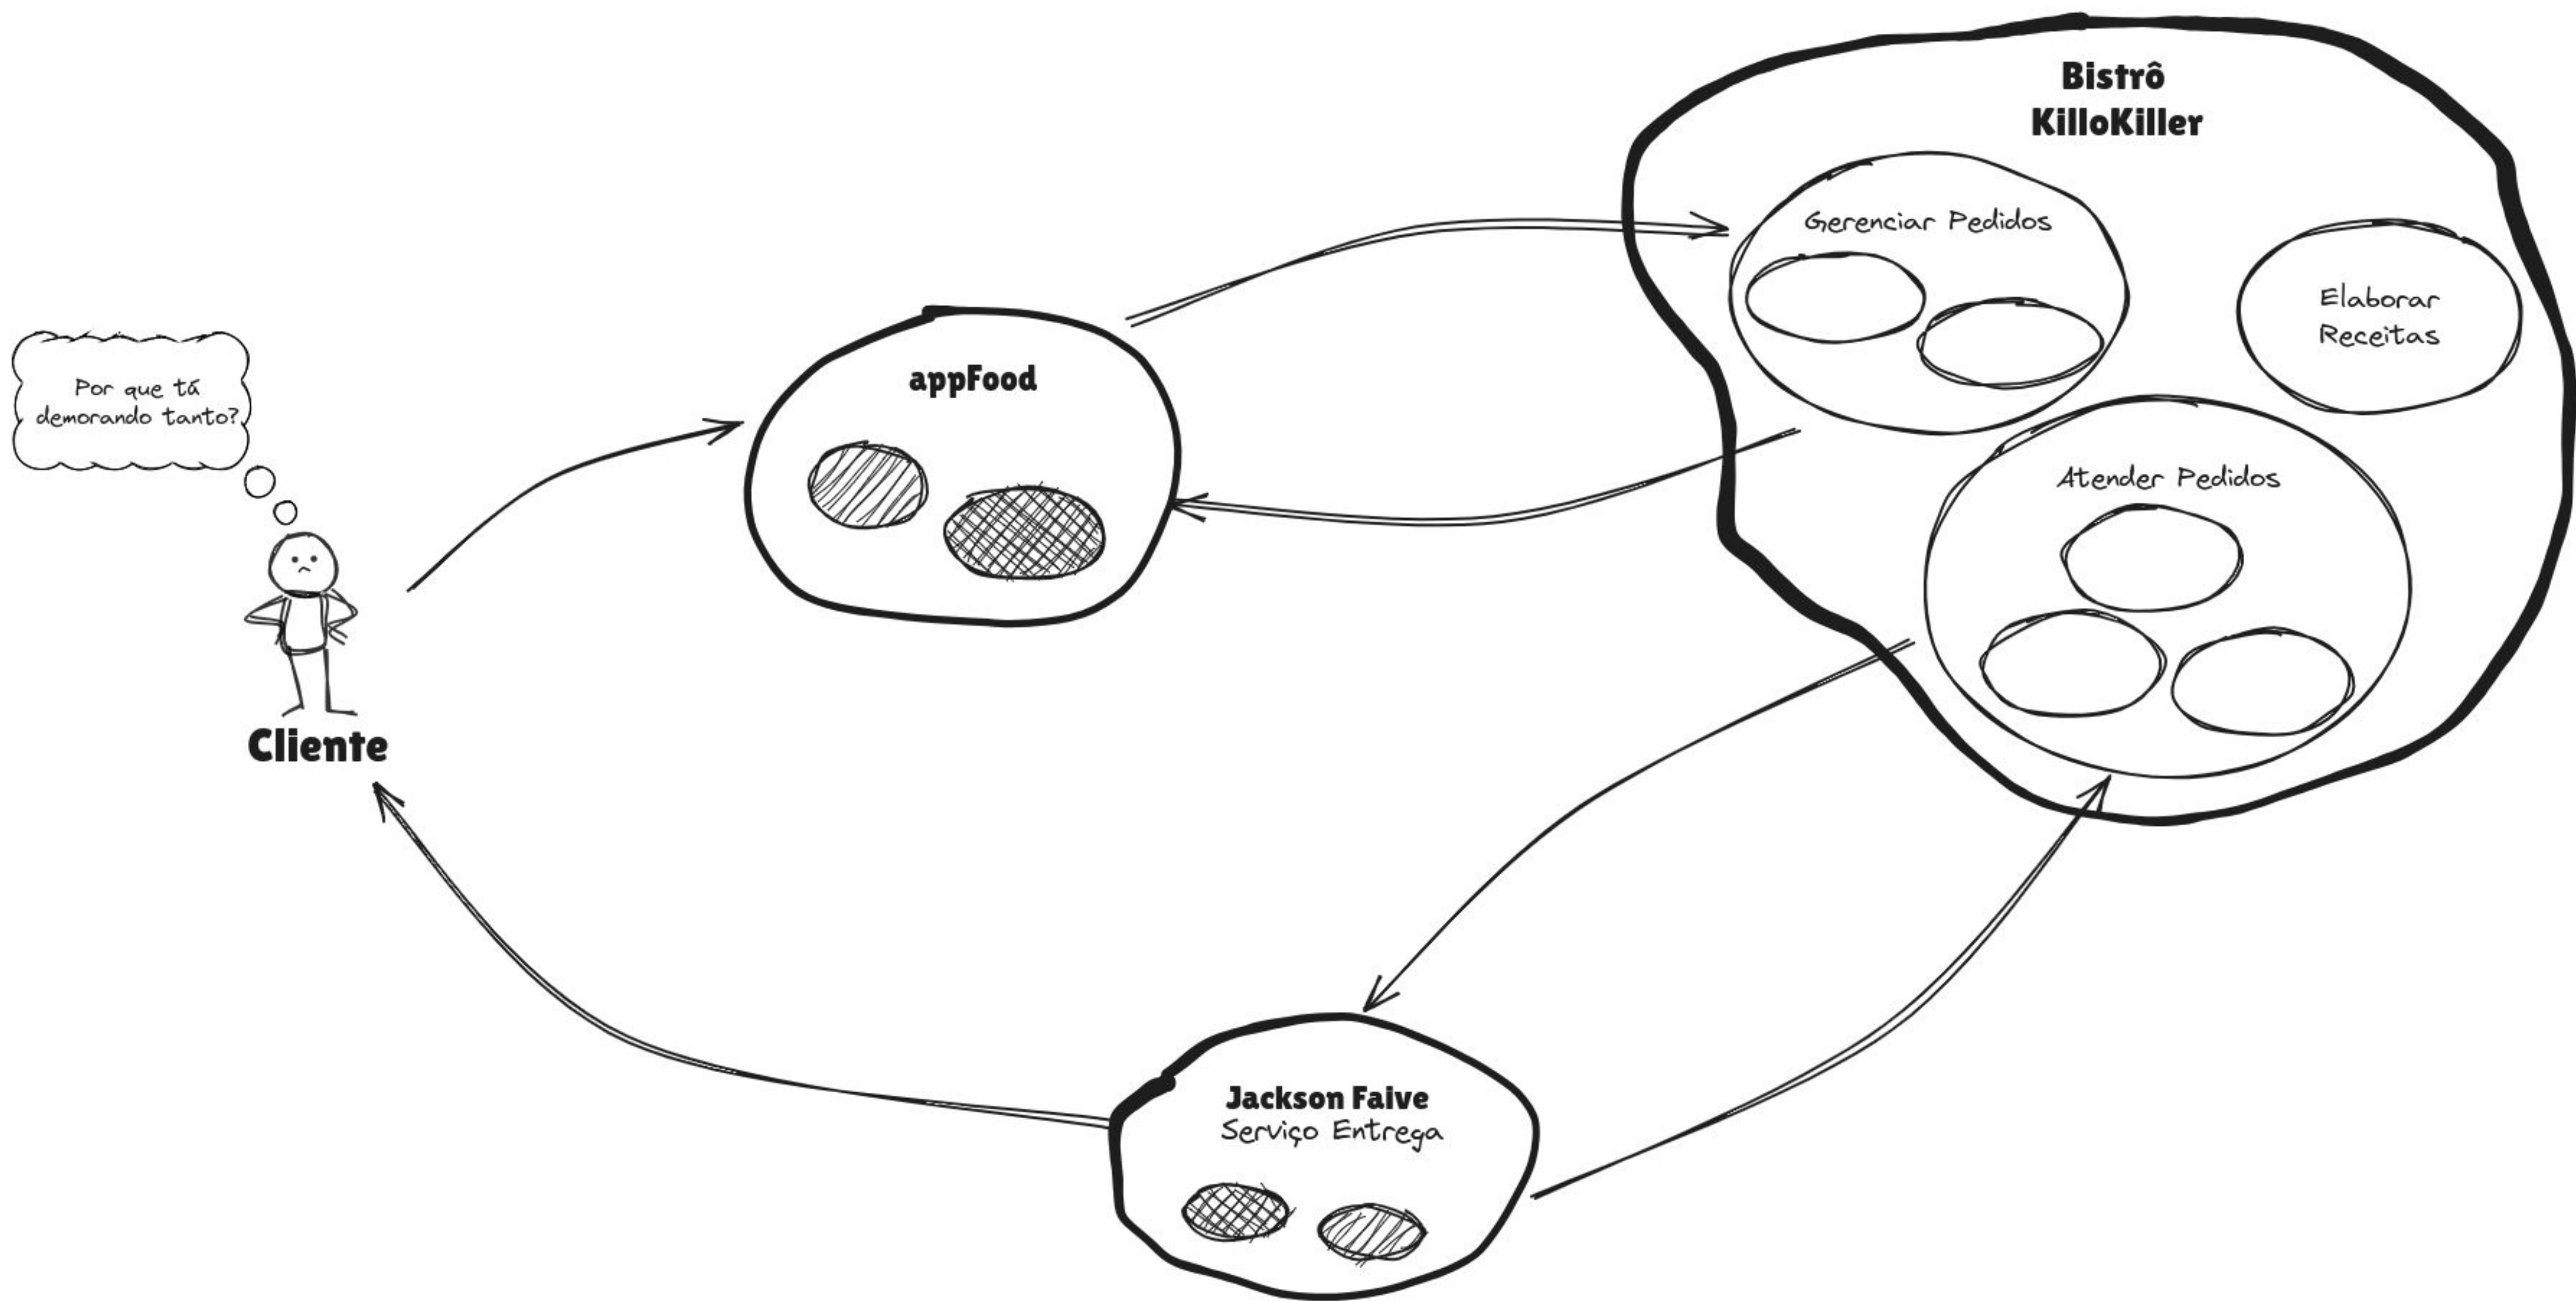 Bistrô
KilloKiller
Gerenciar Pedidos
Elaborar
Receitas
Atender Pedidos
appFood
Por que tá
demorando tanto?
Cliente
Jackson Faive
Serviço Entrega